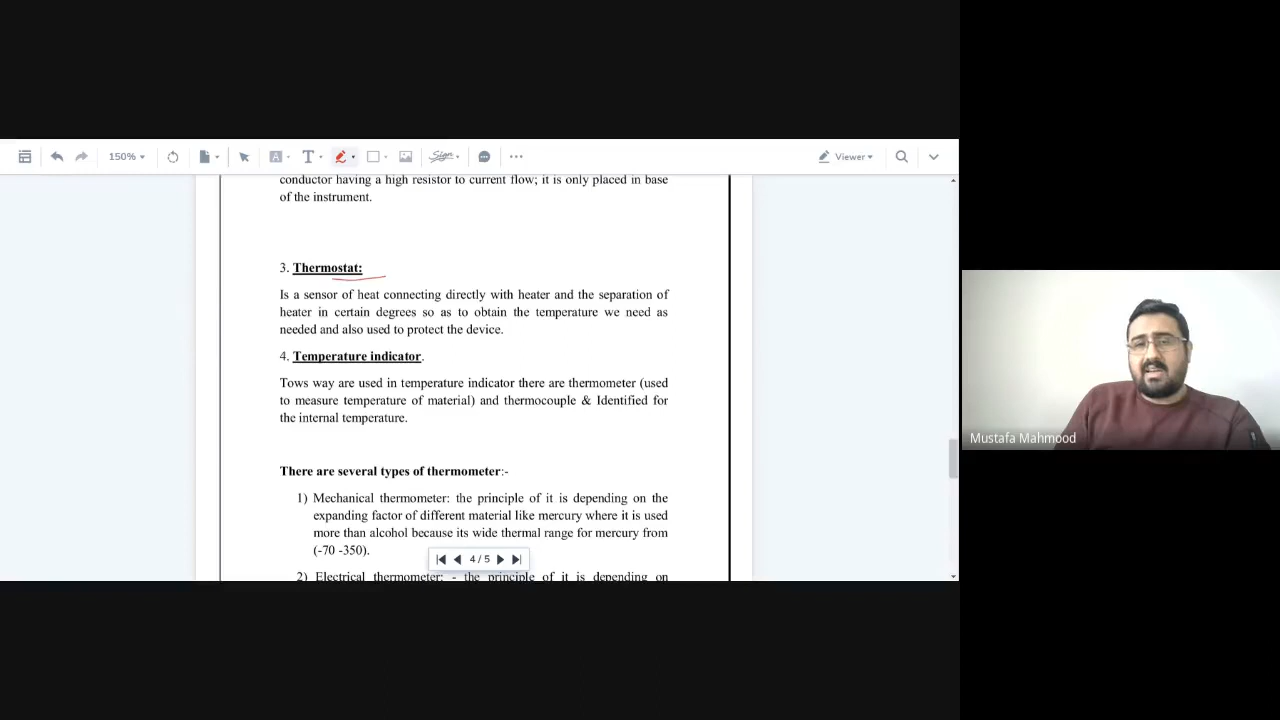 150%
Sign
Viewer
conductor having a high resistor to current flow; it is only placed in base
of the instrument.
3. Thermostat:
Is a sensor of heat connecting directly with heater and the separation of
heater in certain degrees so as to obtain the temperature we need as
needed and also used to protect the device.
4. Temperature indicator.
Tows way are used in temperature indicator there are thermometer (used
to measure temperature of material) and thermocouple & Identified for
the internal temperature.
There are several types of thermometer:-
1) Mechanical thermometer: the principle of it is depending on the
expanding factor of different material like mercury where it is used
more than alcohol because its wide thermal range for mercury from
(-70 -350).
4 / 5
2) Electrical thermometer: - the principle of it is depending on
Mustafa Mahmood